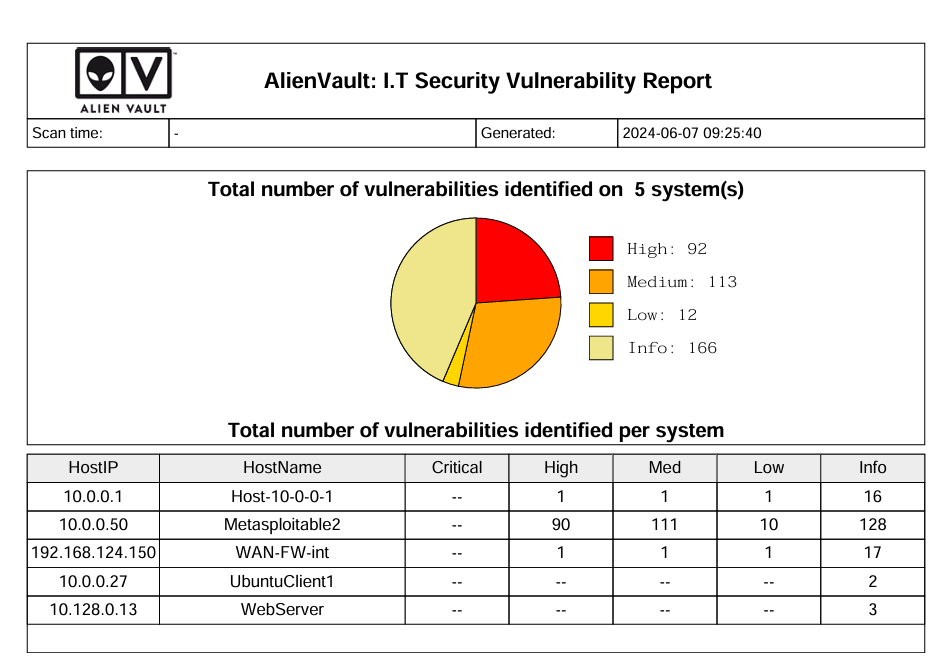 ALIEN VAULT
AlienVault: I.T Security Vulnerability Report
Scan time: - Generated: 2024-06-07 09:25:40
Total number of vulnerabilities identified on 5 system(s)
High: 92
Medium: 113
Low: 12
Info: 166
Total number of vulnerabilities identified per system
HostIP HostName Critical High Med Low Info
10.0.0.1 Host-10-0-0-1 -- 1 1 1 16
10.0.0.50 Metasploitable2 -- 90 111 10 128
192.168.124.150 WAN-FW-int -- 1 1 1 17
10.0.0.27 UbuntuClient1 -- -- -- -- 2
10.128.0.13 WebServer -- -- -- -- 3